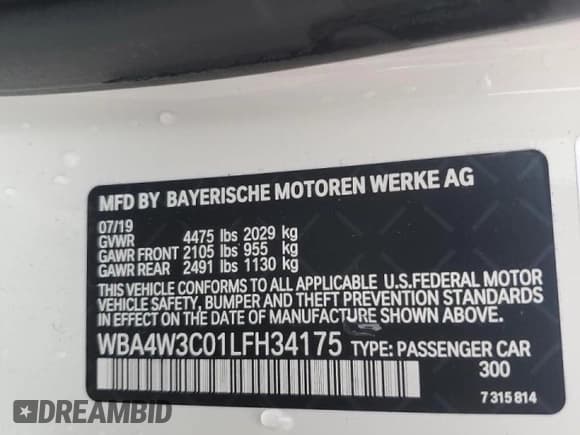 MFD BY BAYERISCHE MOTOREN WERKE AG
07/19
GVWR 4475 lbs 2029 kg
GAWR FRONT 2105 lbs 955 kg
GAWR REAR 2491 lbs 1130 kg
THIS VEHICLE CONFORMS TO ALL APPLICABLE U.S.FEDERAL MOTOR
VEHICLE SAFETY, BUMPER AND THEFT PREVENTION STANDARDS
IN EFFECT ON THE DATE OF MANUFACTURE SHOWN ABOVE.
WBA4W3C01LFH34175 TYPE: PASSENGER CAR
300
7 315 814
DREAMBID